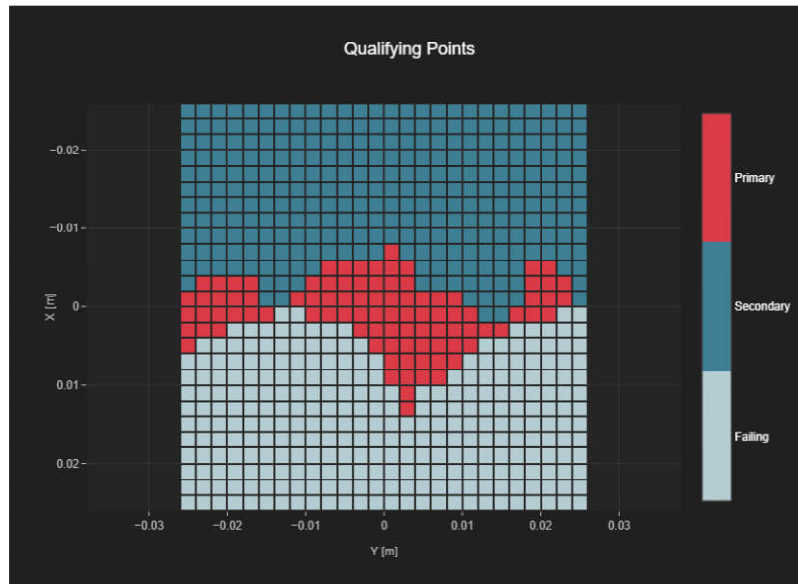 Qualifying Points
−0.02
−0.01
0
0.01
0.02
X [m]
−0.03
−0.02
−0.01
0
0.01
0.02
0.03
Y [m]
Primary
Secondary
Failing